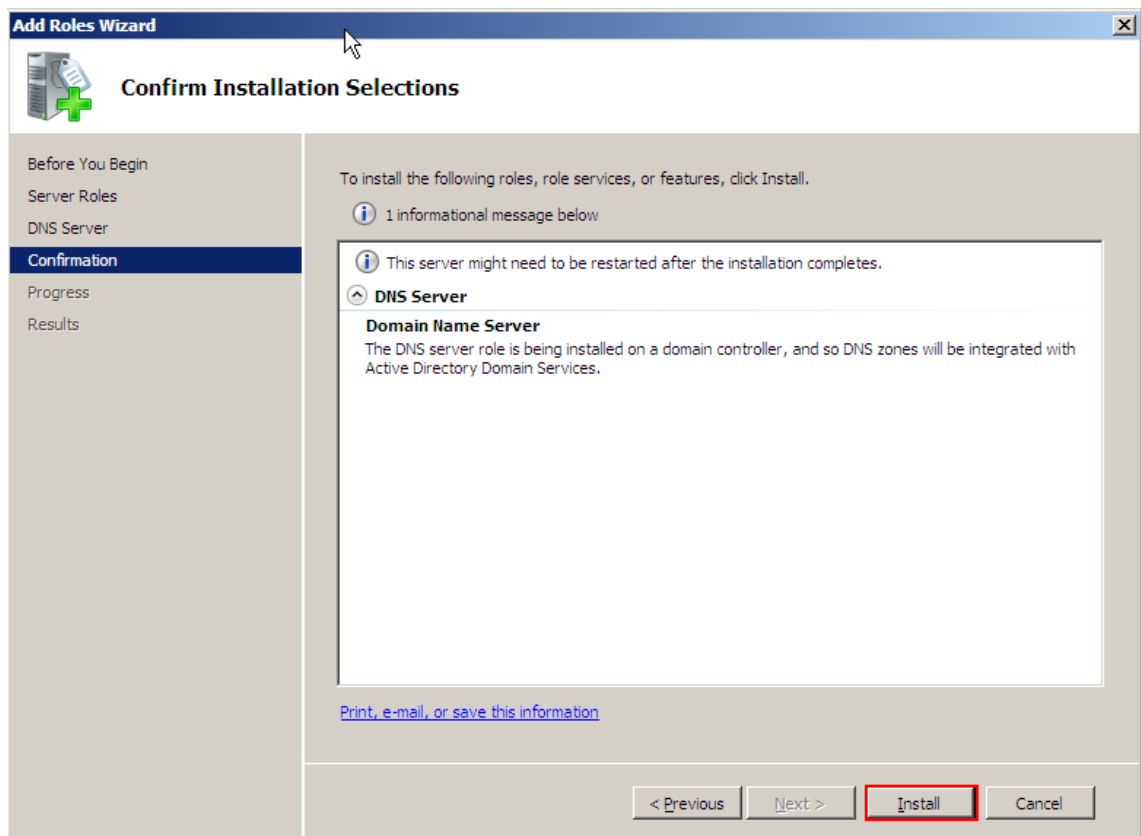 Add Roles Wizard
Confirm Installation Selections
Before You Begin
Server Roles
DNS Server
Confirmation
Progress
Results
To install the following roles, role services, or features, click Install.
1 informational message below
This server might need to be restarted after the installation completes.
DNS Server
Domain Name Server
The DNS server role is being installed on a domain controller, and so DNS zones will be integrated with
Active Directory Domain Services.
Print, e-mail, or save this information
< Previous
Next >
Install
Cancel